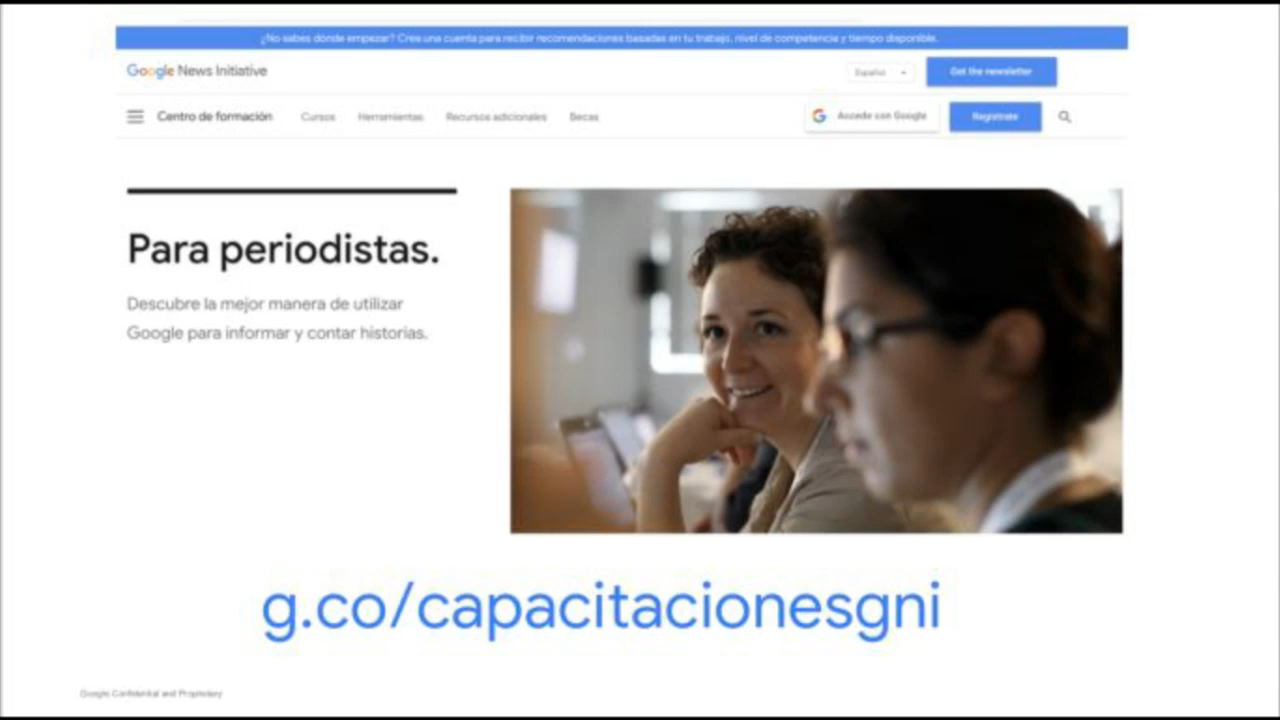 ¿No sabes dónde empezar? Crea una cuenta para recibir recomendaciones basadas en tu trabajo, nivel de competencia y tiempo disponible.
Google News Initiative
Español
Get the newsletter
Centro de formación
Cursos
Herramientas
Recursos adicionales
Becas
Accede con Google
Regístrate
Para periodistas.
Descubre la mejor manera de utilizar
Google para informar y contar historias.
g.co/capacitacionesgni
Google Confidential and Proprietary